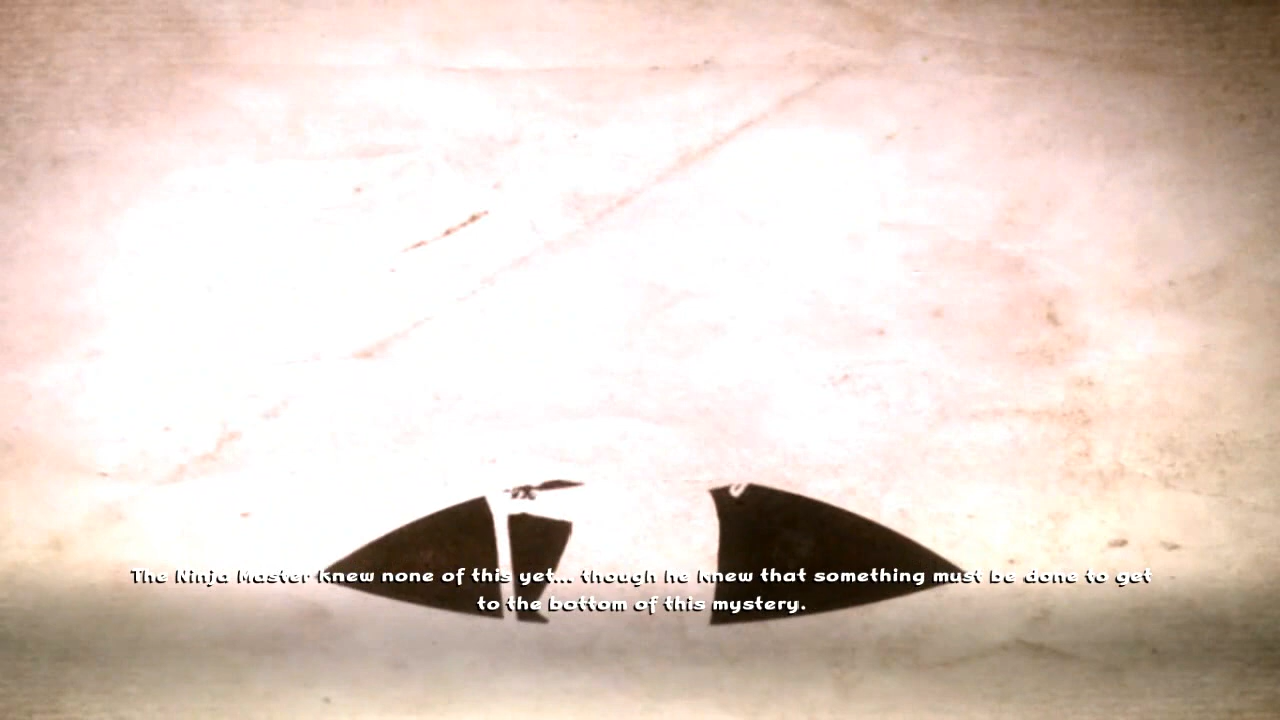 The Ninja Master knew none of this yet... though he knew that something must be done to get
to the bottom of this mystery.